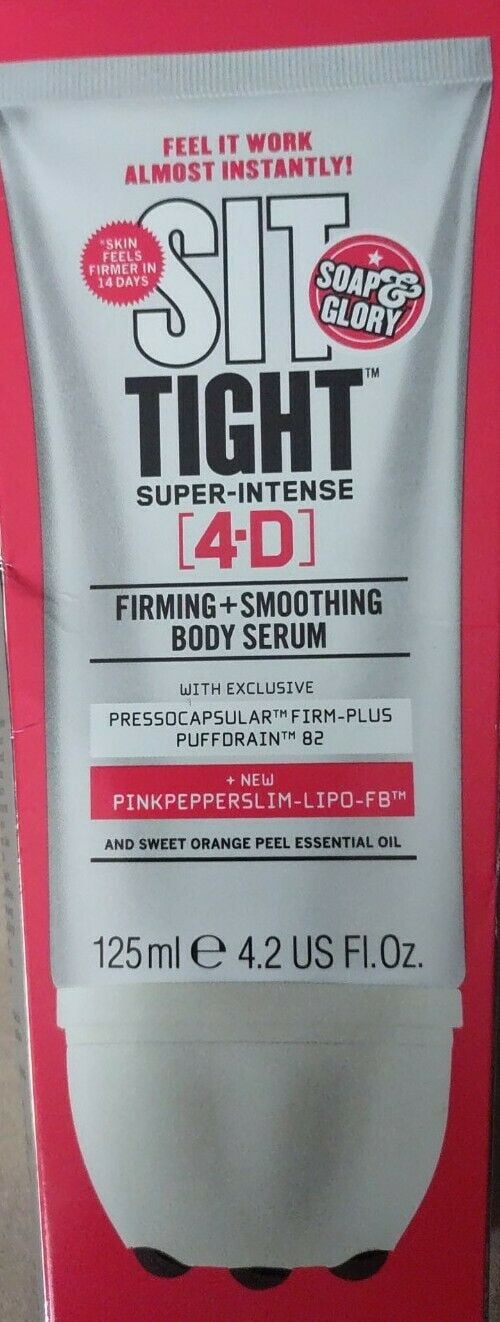 FEEL IT WORK
ALMOST INSTANTLY!
*SKIN
FEELS
FIRMER IN
14 DAYS
SIT
SOAP&
GLORY
TIGHT™
SUPER-INTENSE
[4·D]
FIRMING+SMOOTHING
BODY SERUM
WITH EXCLUSIVE
PRESSOCAPSULAR™ FIRM-PLUS
PUFFDRAIN™ 82
+ NEW
PINKPEPPERSLIM-LIPO-FB™
AND SWEET ORANGE PEEL ESSENTIAL OIL
125ml ℮ 4.2 US Fl.Oz.